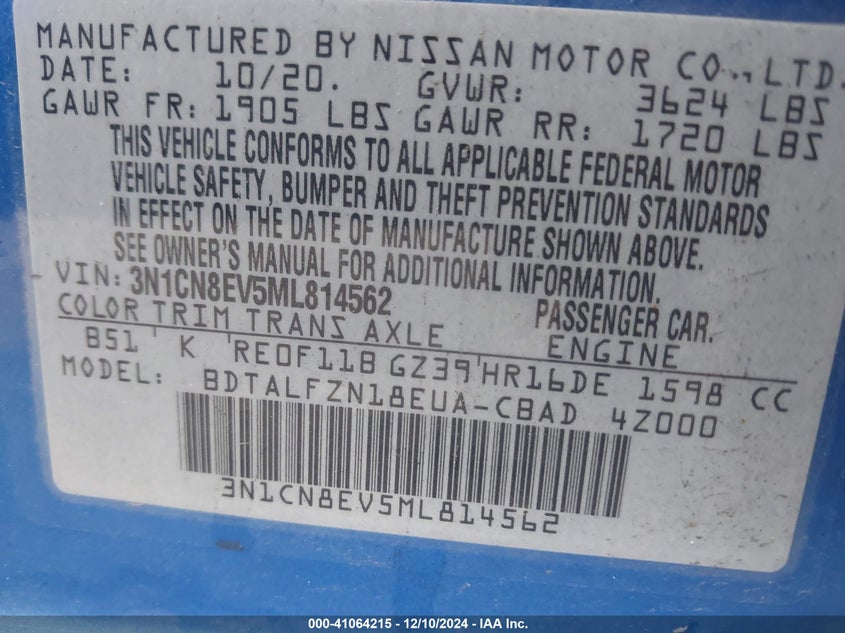 MANUFACTURED BY NISSAN MOTOR CO., LTD.
DATE: 10/20. GVWR: 3624 LBS
GAWR FR: 1905 LBS GAWR RR: 1720 LBS
THIS VEHICLE CONFORMS TO ALL APPLICABLE FEDERAL MOTOR
VEHICLE SAFETY, BUMPER AND THEFT PREVENTION STANDARDS
IN EFFECT ON THE DATE OF MANUFACTURE SHOWN ABOVE.
SEE OWNER'S MANUAL FOR ADDITIONAL INFORMATION.
VIN: 3N1CN8EV5ML814562 PASSENGER CAR.
COLOR TRIM TRANS AXLE ENGINE
B51 K RE0F11B GZ39 HR16DE 1598 CC
MODEL: BDTALFZN18EUA-CBAD 4Z000
3N1CN8EV5ML814562
000-41064215 - 12/10/2024 - IAA Inc.